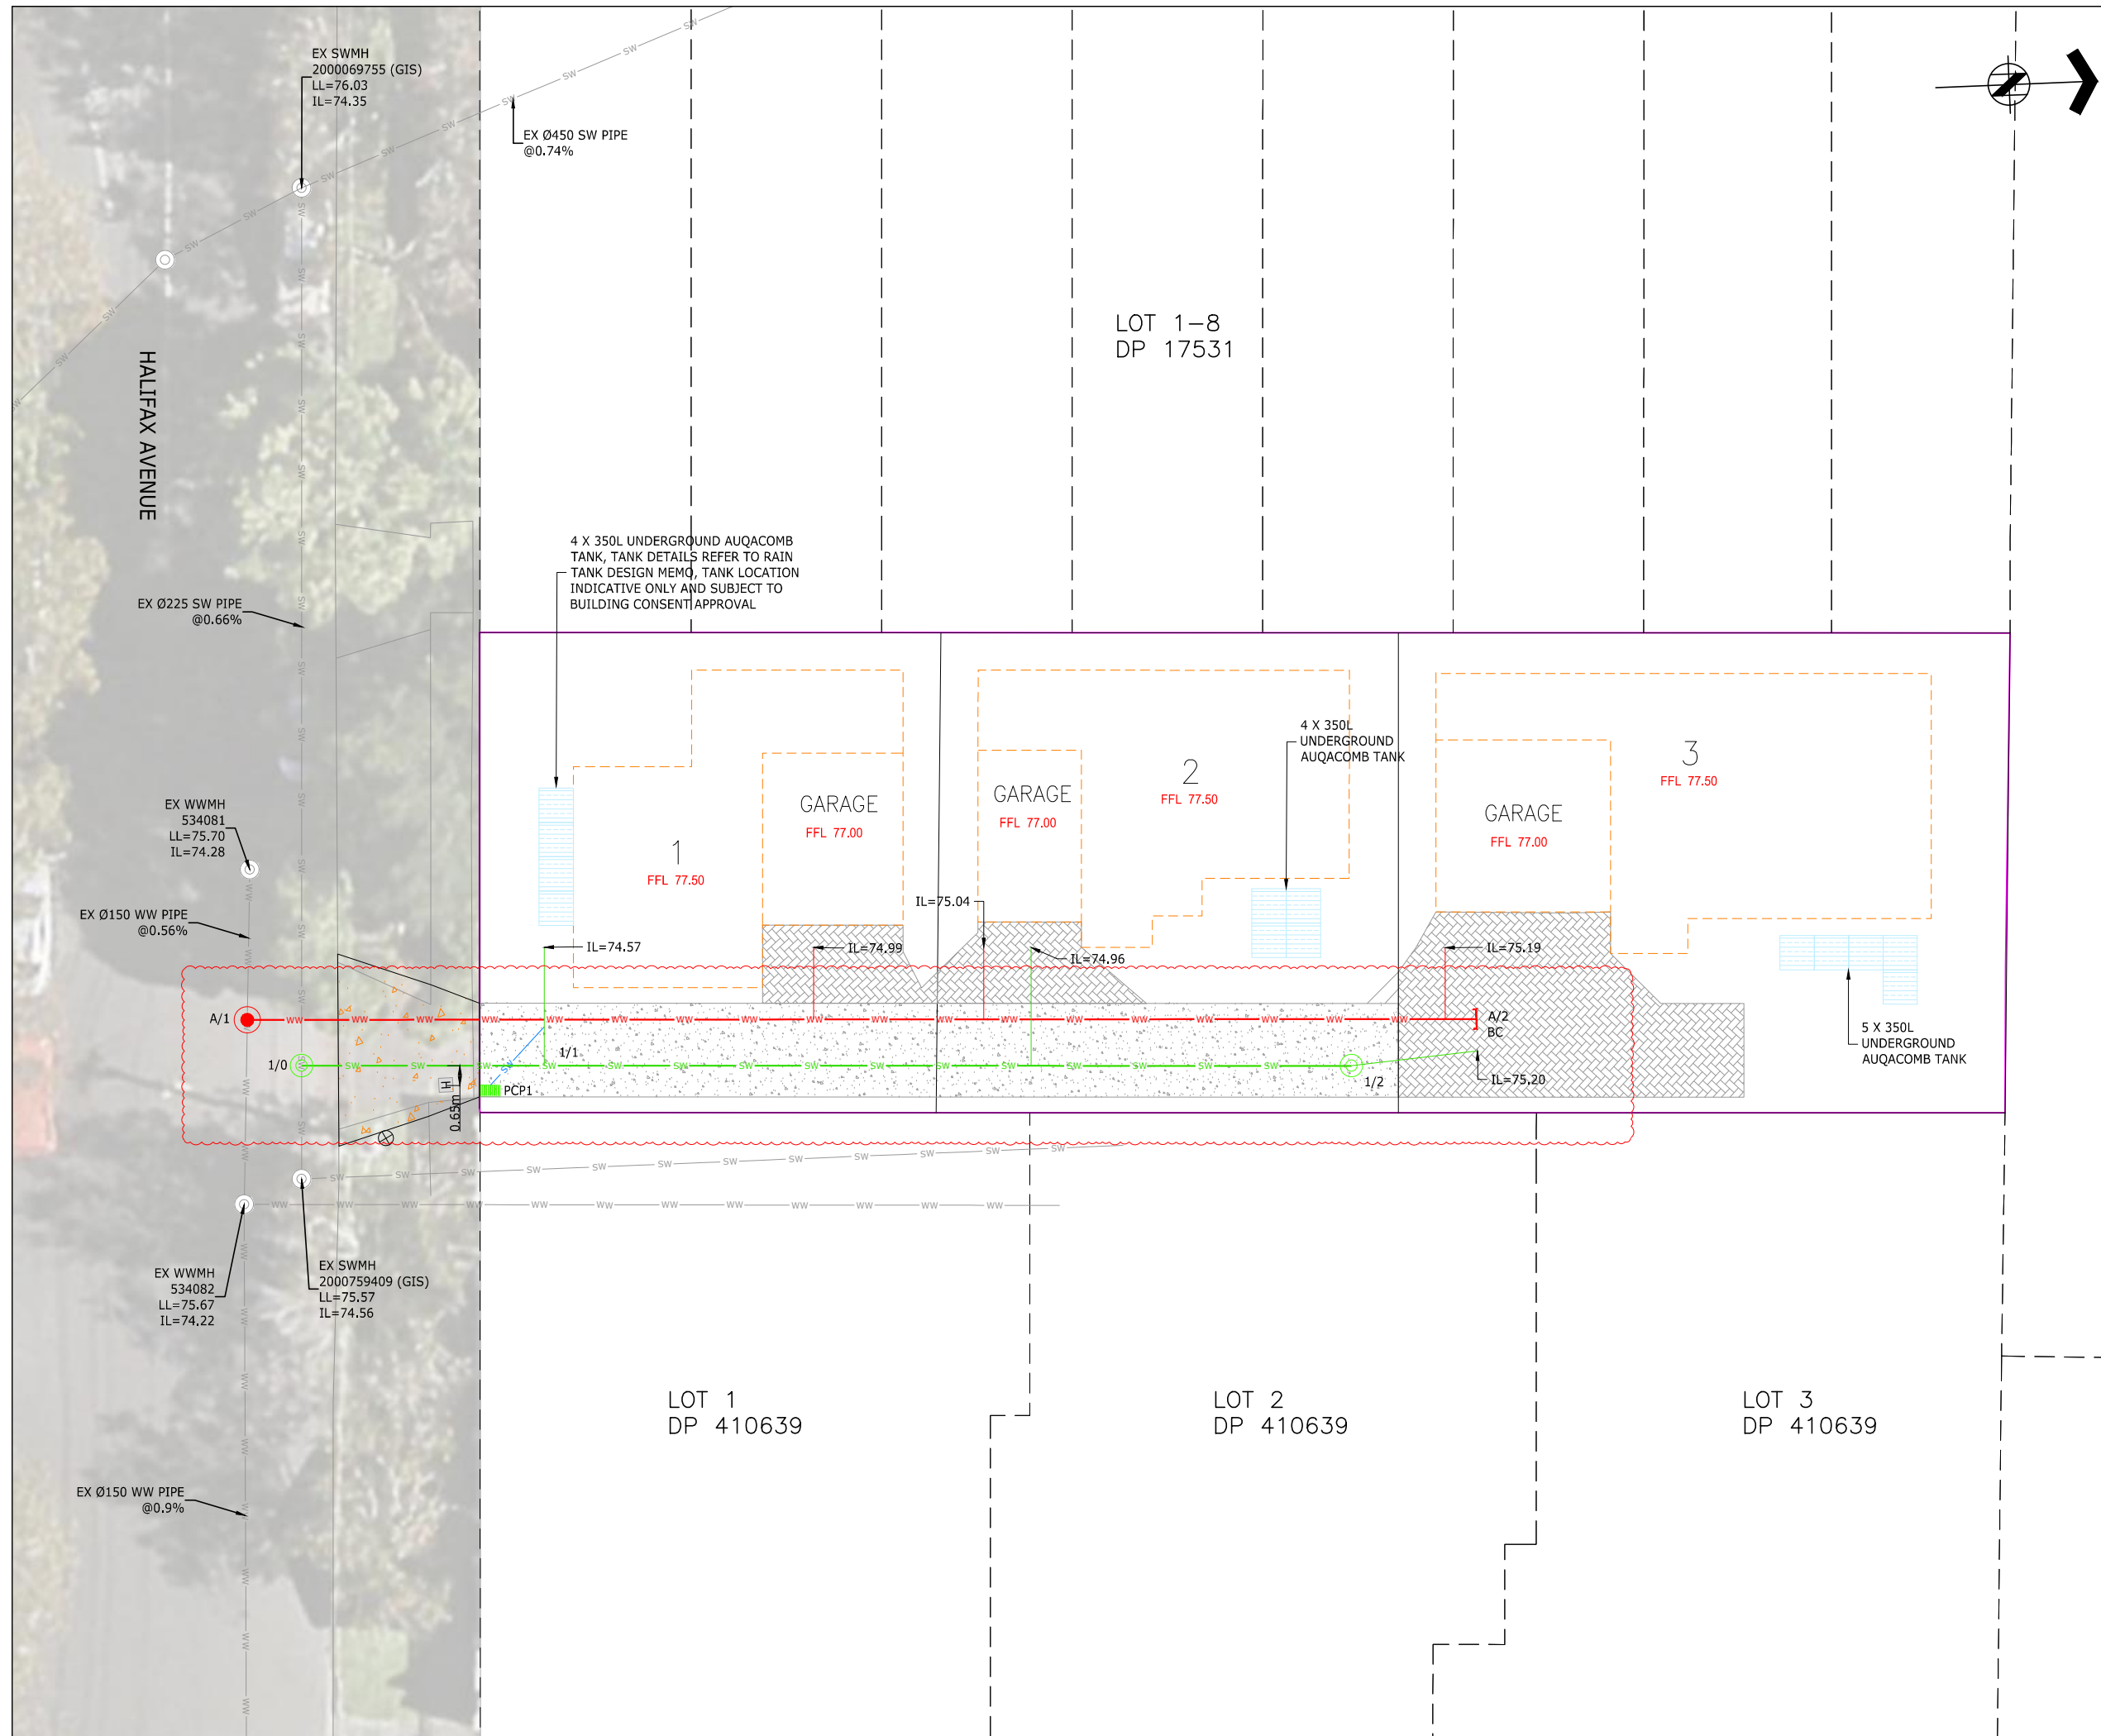 EX SWMH
2000069755 (GIS)
LL=76.03
IL=74.35
EX Ø450 SW PIPE
@0.74%
LOT 1-8
DP 17531
HALIFAX AVENUE
4 X 350L UNDERGROUND AUQACOMB
TANK, TANK DETAILS REFER TO RAIN
TANK DESIGN MEMO, TANK LOCATION
INDICATIVE ONLY AND SUBJECT TO
BUILDING CONSENT APPROVAL
EX Ø225 SW PIPE
@0.66%
4 X 350L
UNDERGROUND
AUQACOMB TANK
1
FFL 77.50
GARAGE
FFL 77.00
GARAGE
FFL 77.00
2
FFL 77.50
3
FFL 77.50
GARAGE
FFL 77.00
EX WWMH
534081
LL=75.70
IL=74.28
EX Ø150 WW PIPE
@0.56%
IL=75.04
IL=74.57
IL=74.99
IL=74.96
IL=75.19
A/1
A/2
BC
1/0
1/1
1/2
IL=75.20
5 X 350L
UNDERGROUND
AUQACOMB TANK
H
PCP1
0.65m
SW
WW
EX WWMH
534082
LL=75.67
IL=74.22
EX SWMH
2000759409 (GIS)
LL=75.57
IL=74.56
LOT 1
DP 410639
LOT 2
DP 410639
LOT 3
DP 410639
EX Ø150 WW PIPE
@0.9%